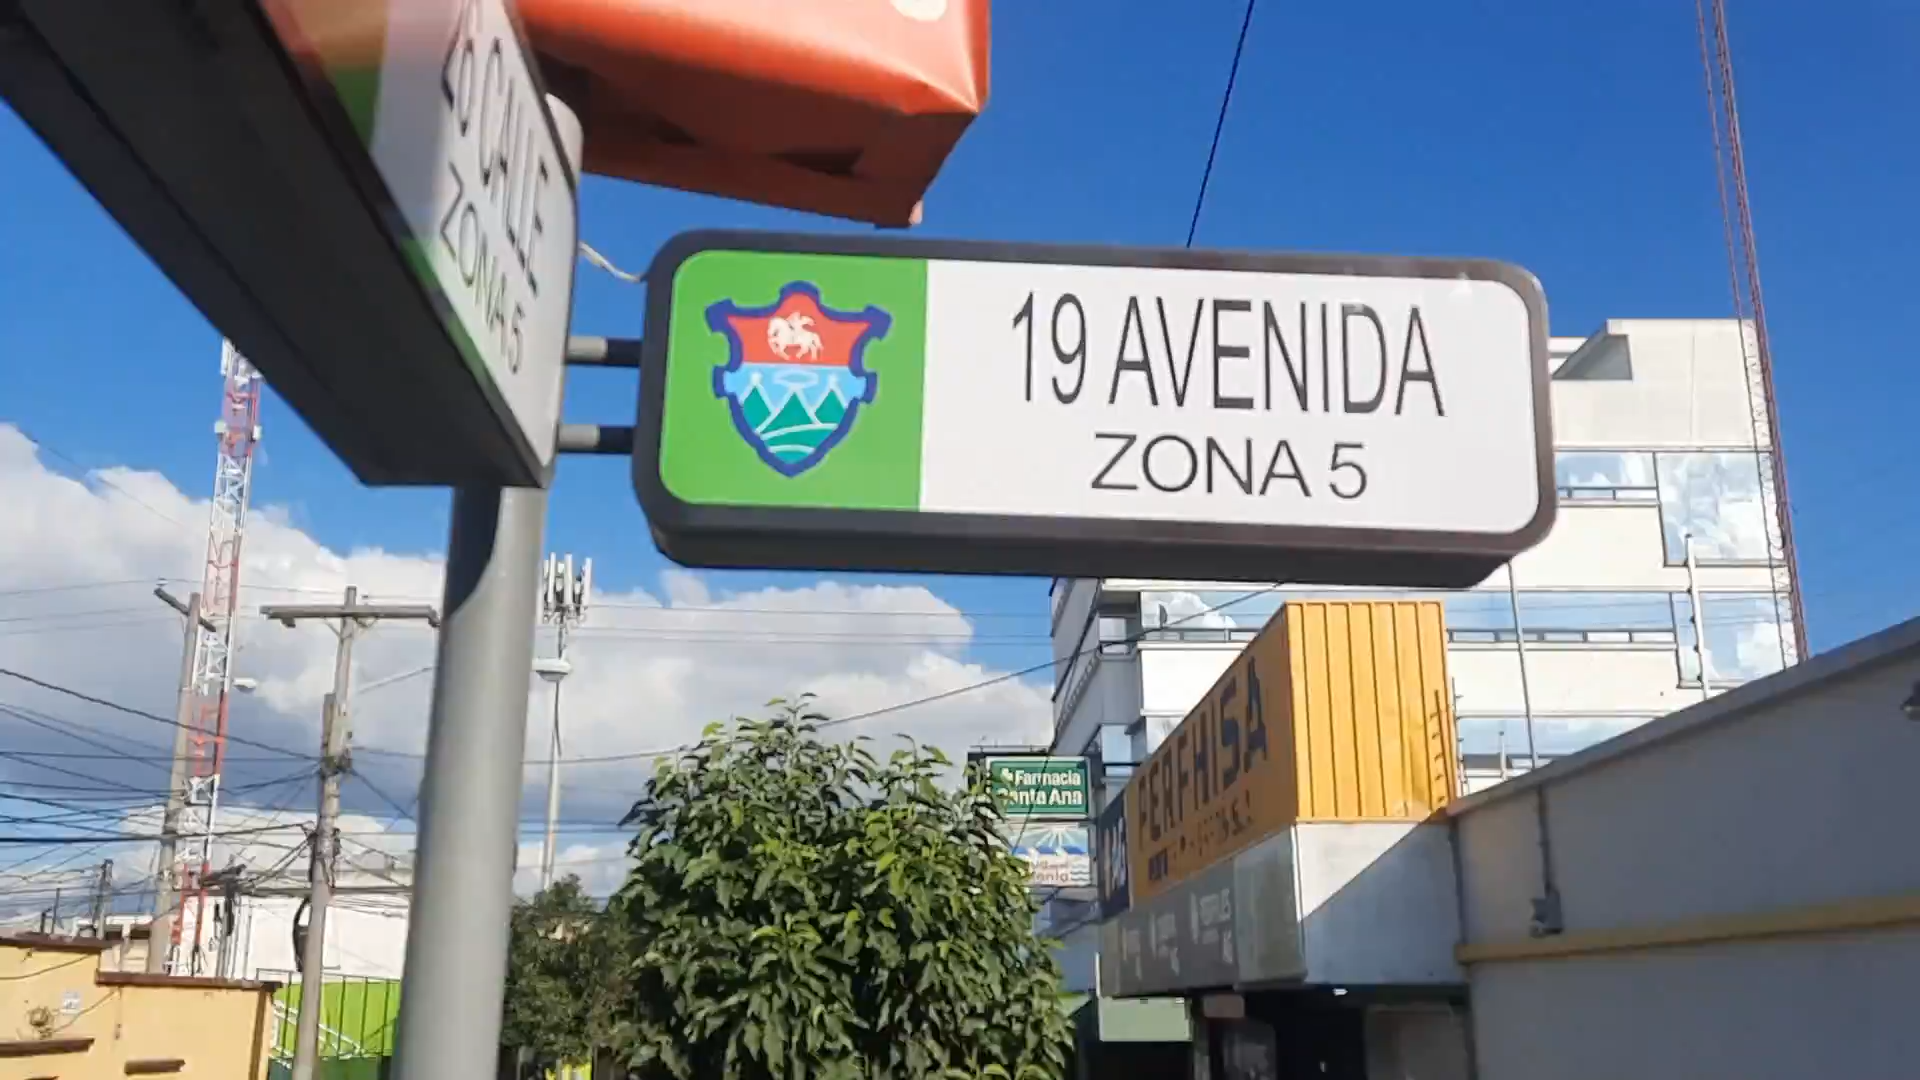 CALLE
ZONA 5
19 AVENIDA
ZONA 5
Farmacia
Santa Ana
PERFHISA